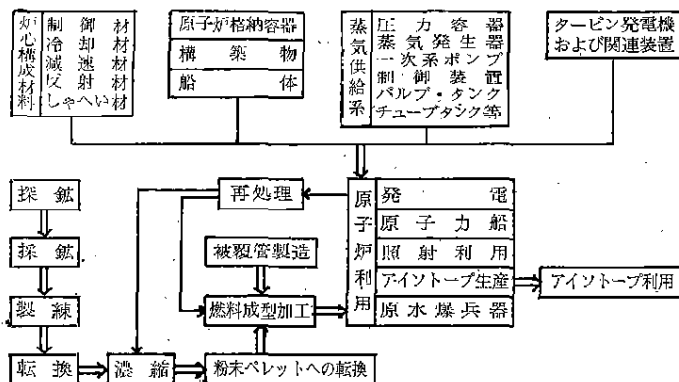 炉心構成材料
制御材
冷却材
減速材
反射材
しゃへい材
原子炉格納容器
構築物
船体
蒸気供給系
圧力容器
蒸気発生器
一次系ポンプ
制御装置
バルブ・タンク
チューブタンク等
タービン発電機
および関連装置
探鉱
採鉱
製練
転換
濃縮
粉末ペレットへの転換
再処理
被覆管製造
燃料成型加工
原子炉利用
発電
原子力船
照射利用
アイソトープ生産
原水爆兵器
アイソトープ利用